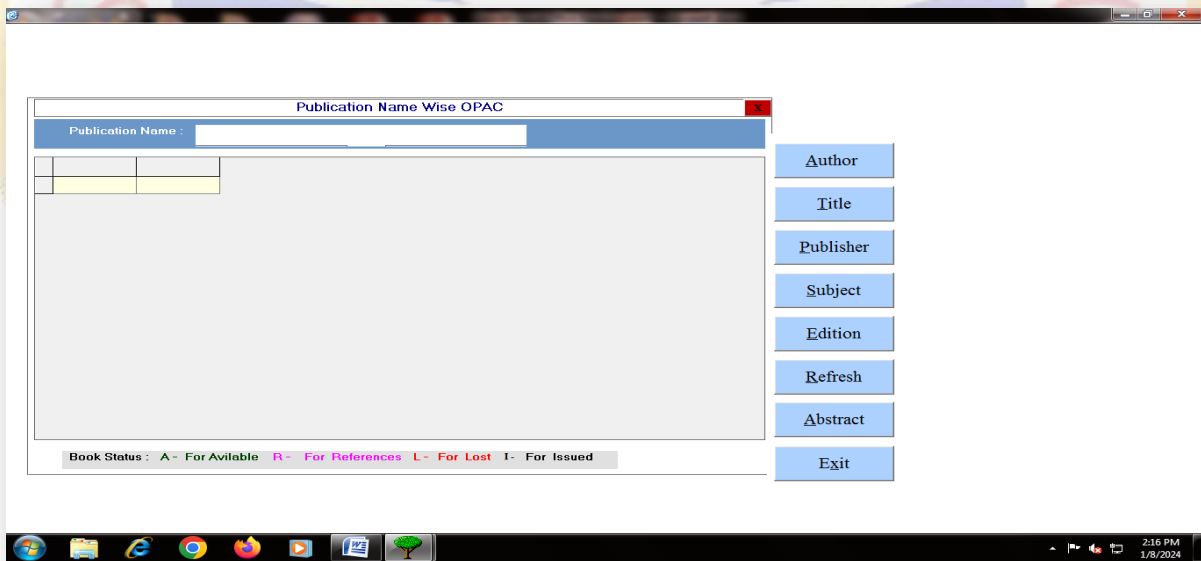 Publication Name Wise OPAC
X
Publication Name :
Author
Title
Publisher
Subject
Edition
Refresh
Abstract
Exit
Book Status : A - For Avilable R - For References L - For Lost I - For Issued
2:16 PM
1/8/2024